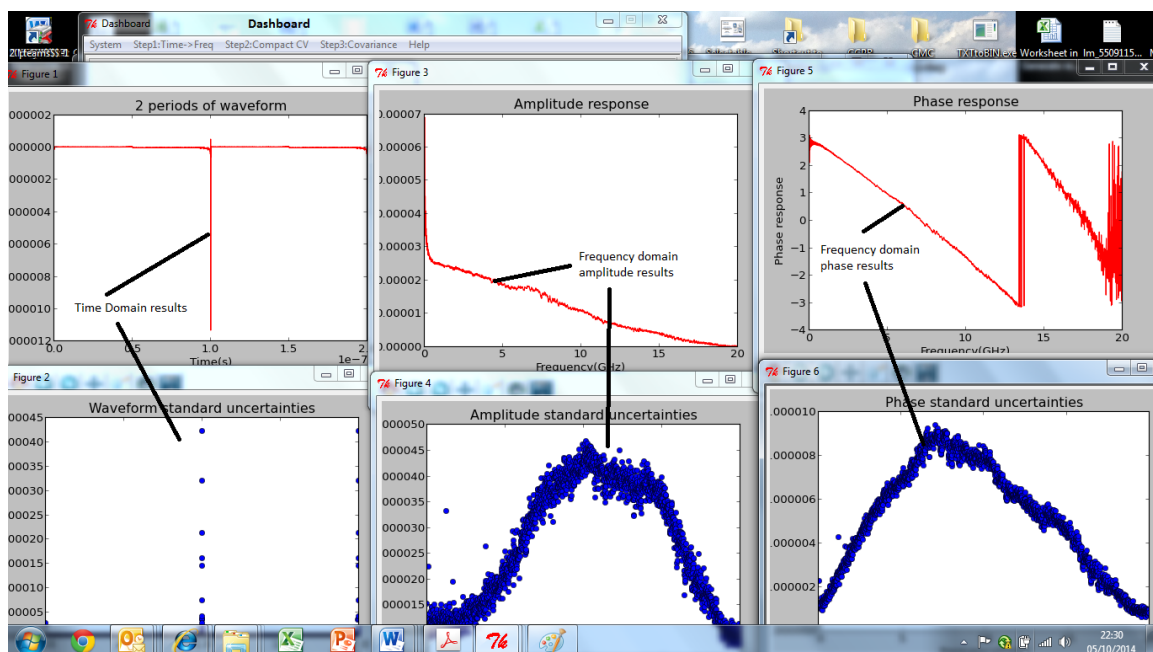 Dashboard
Dashboard
System Step1:Time->Freq Step2:Compact CV Step3:Covariance Help
TXTtoBIN.exe Worksheet in Im_5509115...
Figure 1
2 periods of waveform
000002
000000
000002
000004
000006
000008
000010
000012
0.0 0.5 1.0 1.5 2.0
1e-7
Time(s)
Time Domain results
Figure 3
Amplitude response
0.00007
0.00006
0.00005
0.00004
0.00003
0.00002
0.00001
0.00000
0 5 10 15 20
Frequency(GHz)
Frequency domain
amplitude results
Figure 5
Phase response
Phase response
4
3
2
1
0
−1
−2
−3
−4
0 5 10 15 20
Frequency(GHz)
Frequency domain
phase results
Figure 2
Waveform standard uncertainties
00045
00040
00035
00030
00025
00020
00015
00010
00005
Figure 4
Amplitude standard uncertainties
000050
000045
000040
000035
000030
000025
000020
000015
Figure 6
Phase standard uncertainties
.000010
.000008
.000006
.000004
.000002
22:30
05/10/2014